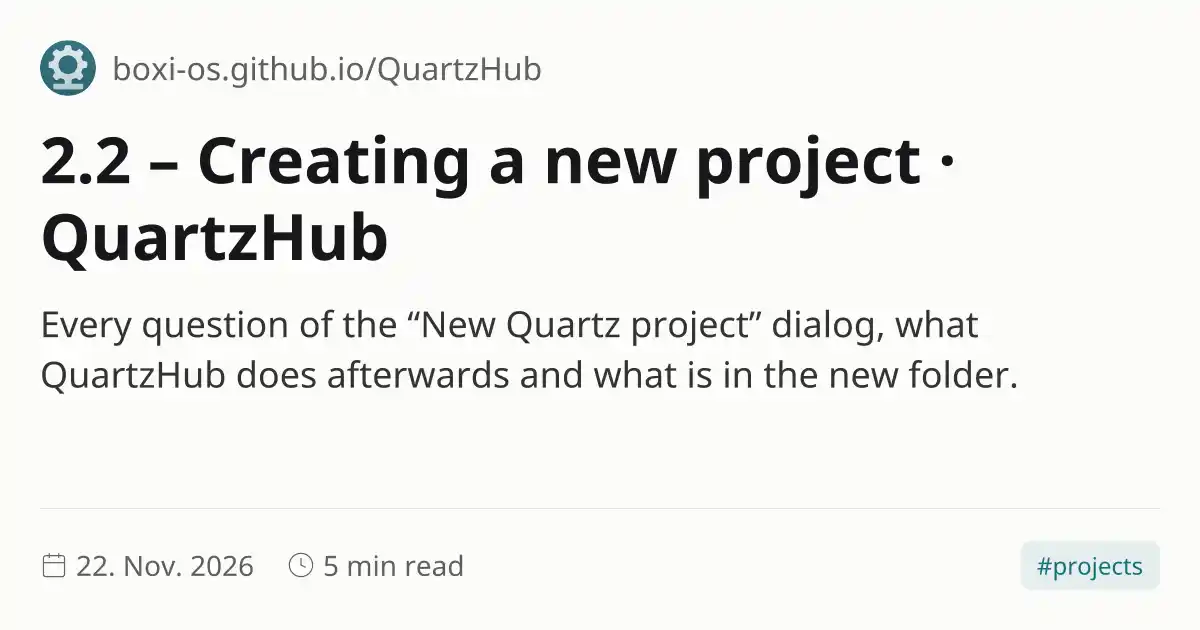 boxi-os.github.io/QuartzHub
2.2 – Creating a new project ·
QuartzHub
Every question of the “New Quartz project” dialog, what
QuartzHub does afterwards and what is in the new folder.
22. Nov. 2026
5 min read
#projects